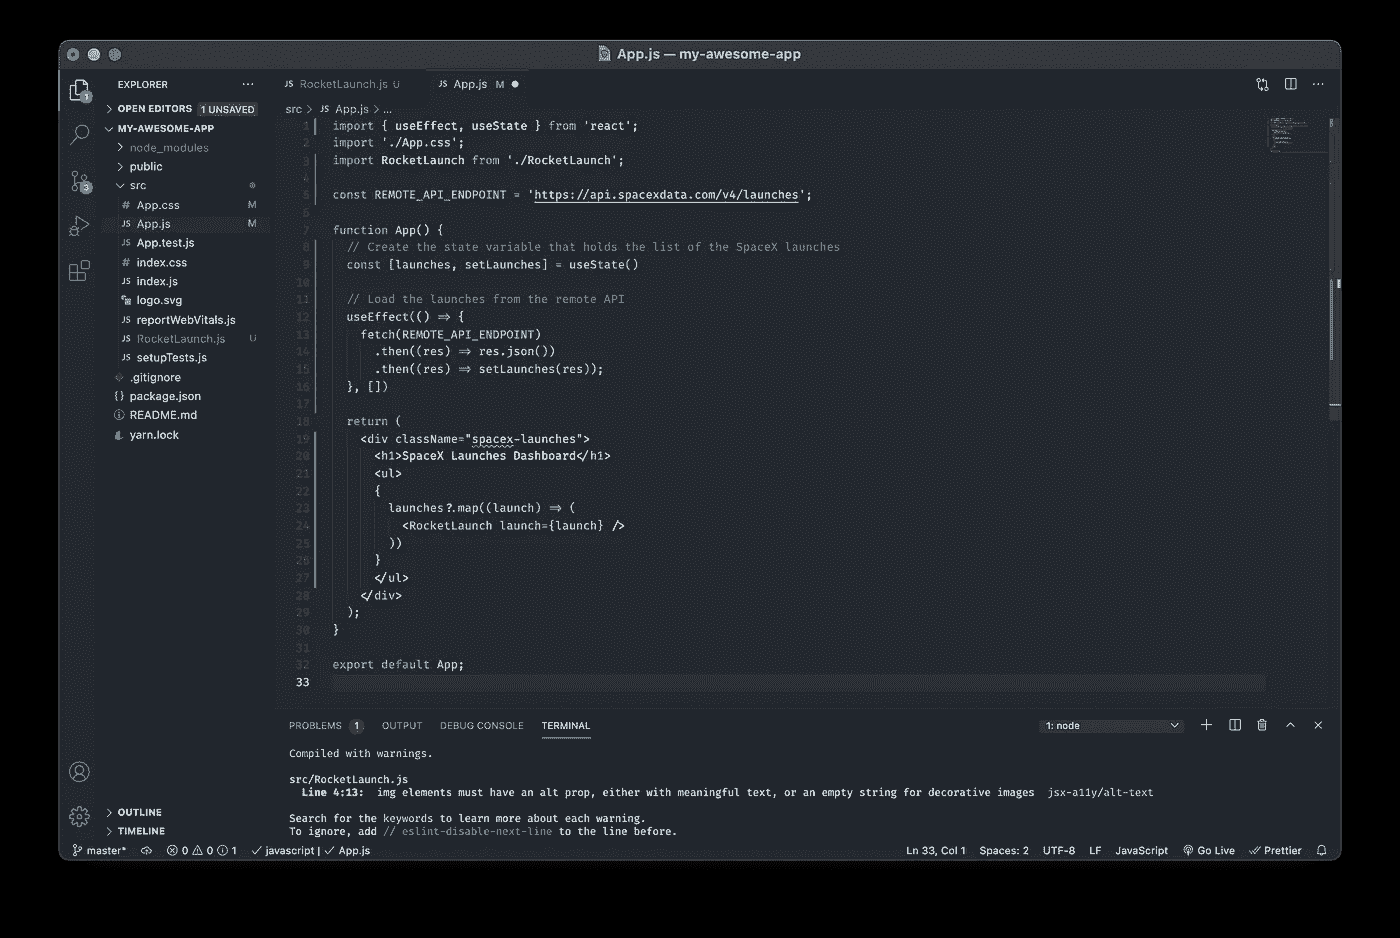 App.js — my-awesome-app
EXPLORER ...
OPEN EDITORS 1 UNSAVED
MY-AWESOME-APP
node_modules
public
src
# App.css M
JS App.js M
JS App.test.js
# index.css
JS index.js
logo.svg
JS reportWebVitals.js
JS RocketLaunch.js U
JS setupTests.js
.gitignore
{} package.json
README.md
yarn.lock
OUTLINE
TIMELINE
1
3
JS RocketLaunch.js U JS App.js M ●
src > JS App.js > ...
1 import { useEffect, useState } from 'react';
2 import './App.css';
3 import RocketLaunch from './RocketLaunch';
4
5 const REMOTE_API_ENDPOINT = 'https://api.spacexdata.com/v4/launches';
6
7 function App() {
8 // Create the state variable that holds the list of the SpaceX launches
9 const [launches, setLaunches] = useState()
10
11 // Load the launches from the remote API
12 useEffect(() => {
13 fetch(REMOTE_API_ENDPOINT)
14 .then((res) => res.json())
15 .then((res) => setLaunches(res));
16 }, [])
17
18 return (
19 <div className="spacex-launches">
20 <h1>SpaceX Launches Dashboard</h1>
21 <ul>
22 {
23 launches?.map((launch) => (
24 <RocketLaunch launch={launch} />
25 ))
26 }
27 </ul>
28 </div>
29 );
30 }
31
32 export default App;
33
PROBLEMS 1 OUTPUT DEBUG CONSOLE TERMINAL 1: node
Compiled with warnings.
src/RocketLaunch.js
Line 4:13: img elements must have an alt prop, either with meaningful text, or an empty string for decorative images jsx-a11y/alt-text
Search for the keywords to learn more about each warning.
To ignore, add // eslint-disable-next-line to the line before.
master* 0 0 1 ✓ javascript | ✓ App.js Ln 33, Col 1 Spaces: 2 UTF-8 LF JavaScript Go Live Prettier